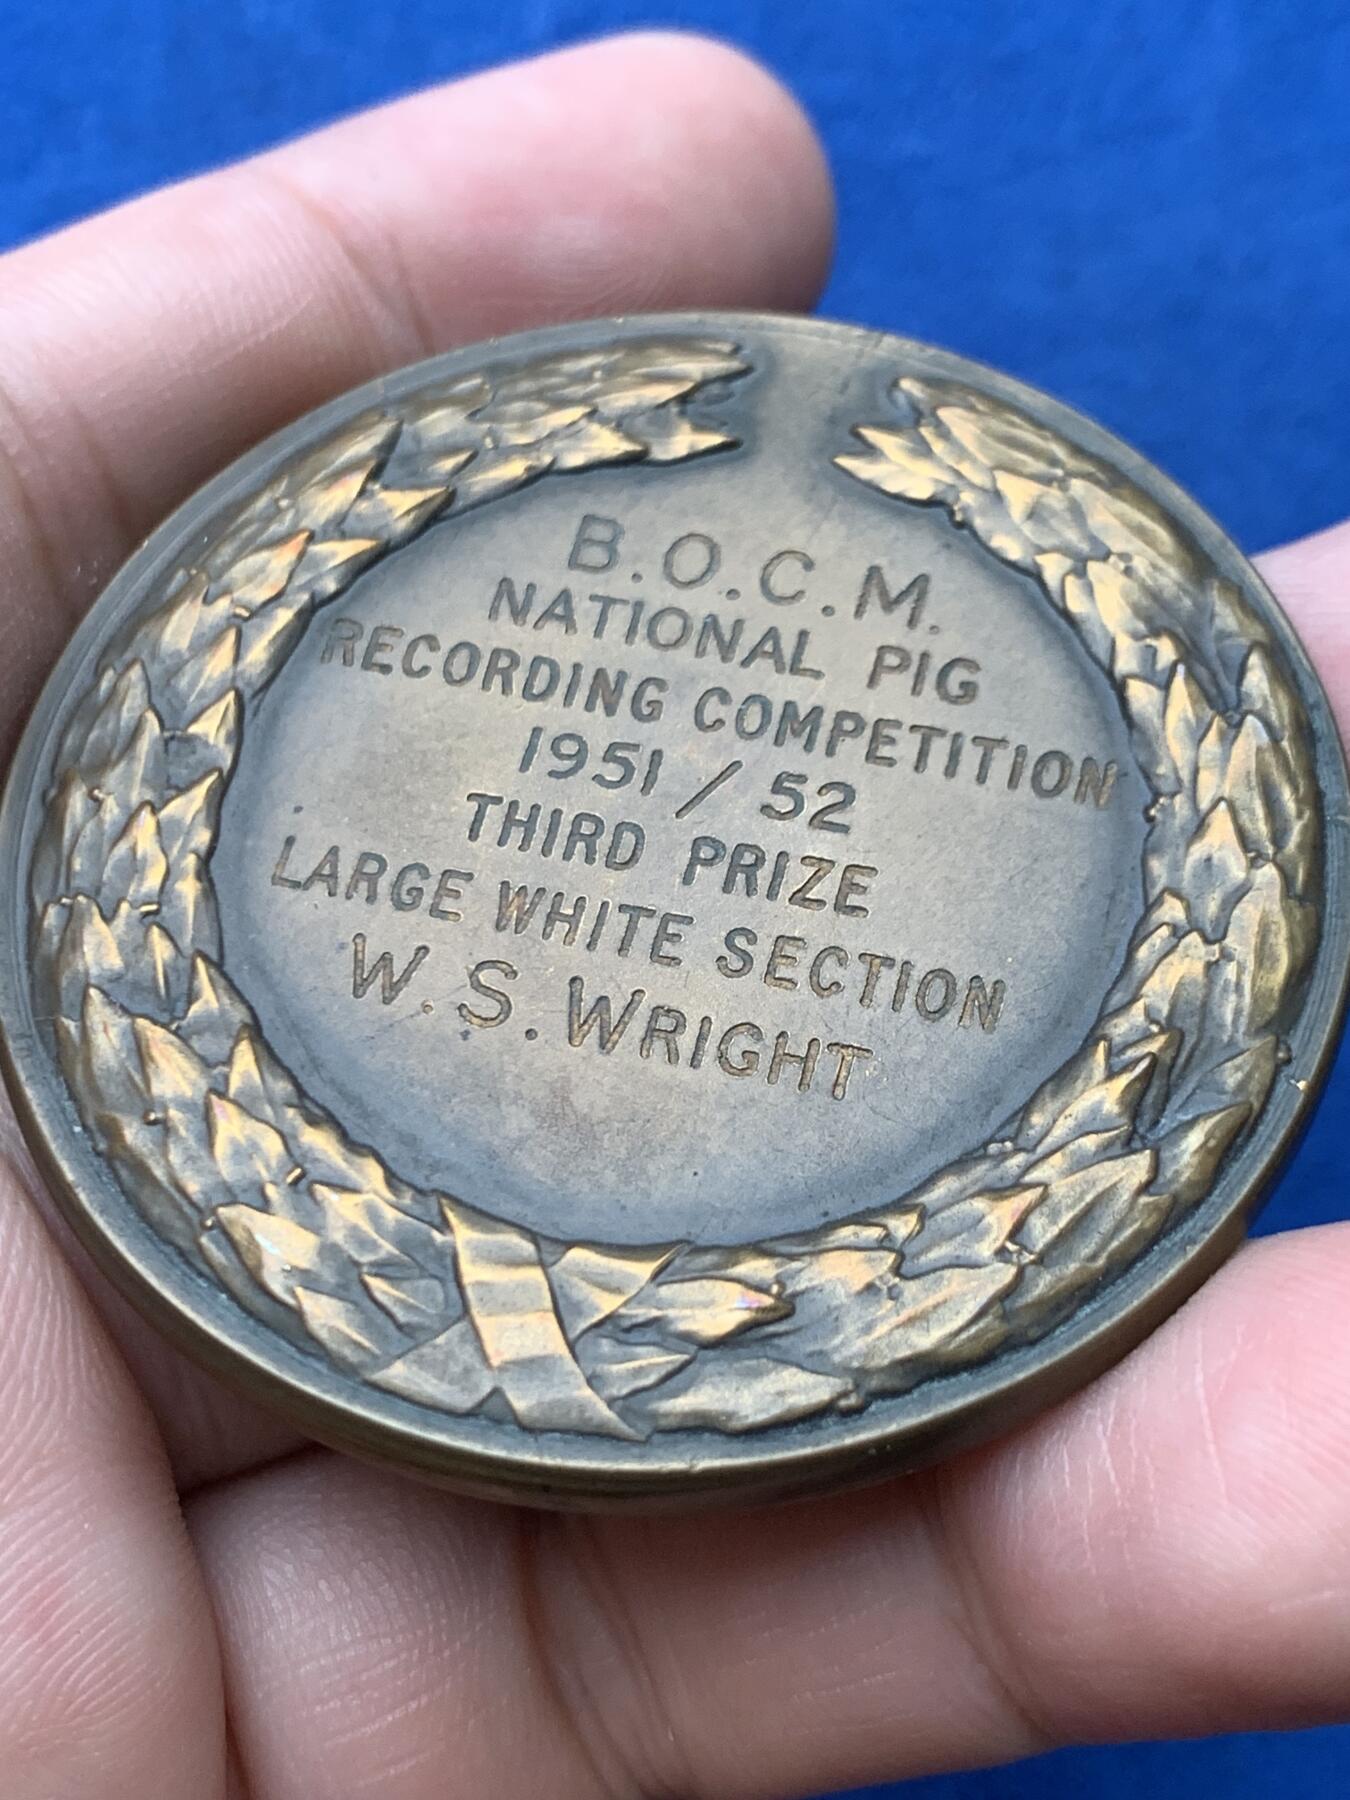 B.O.C.M.
NATIONAL PIG
RECORDING COMPETITION
1951 / 52
THIRD PRIZE
LARGE WHITE SECTION
W. S. WRIGHT